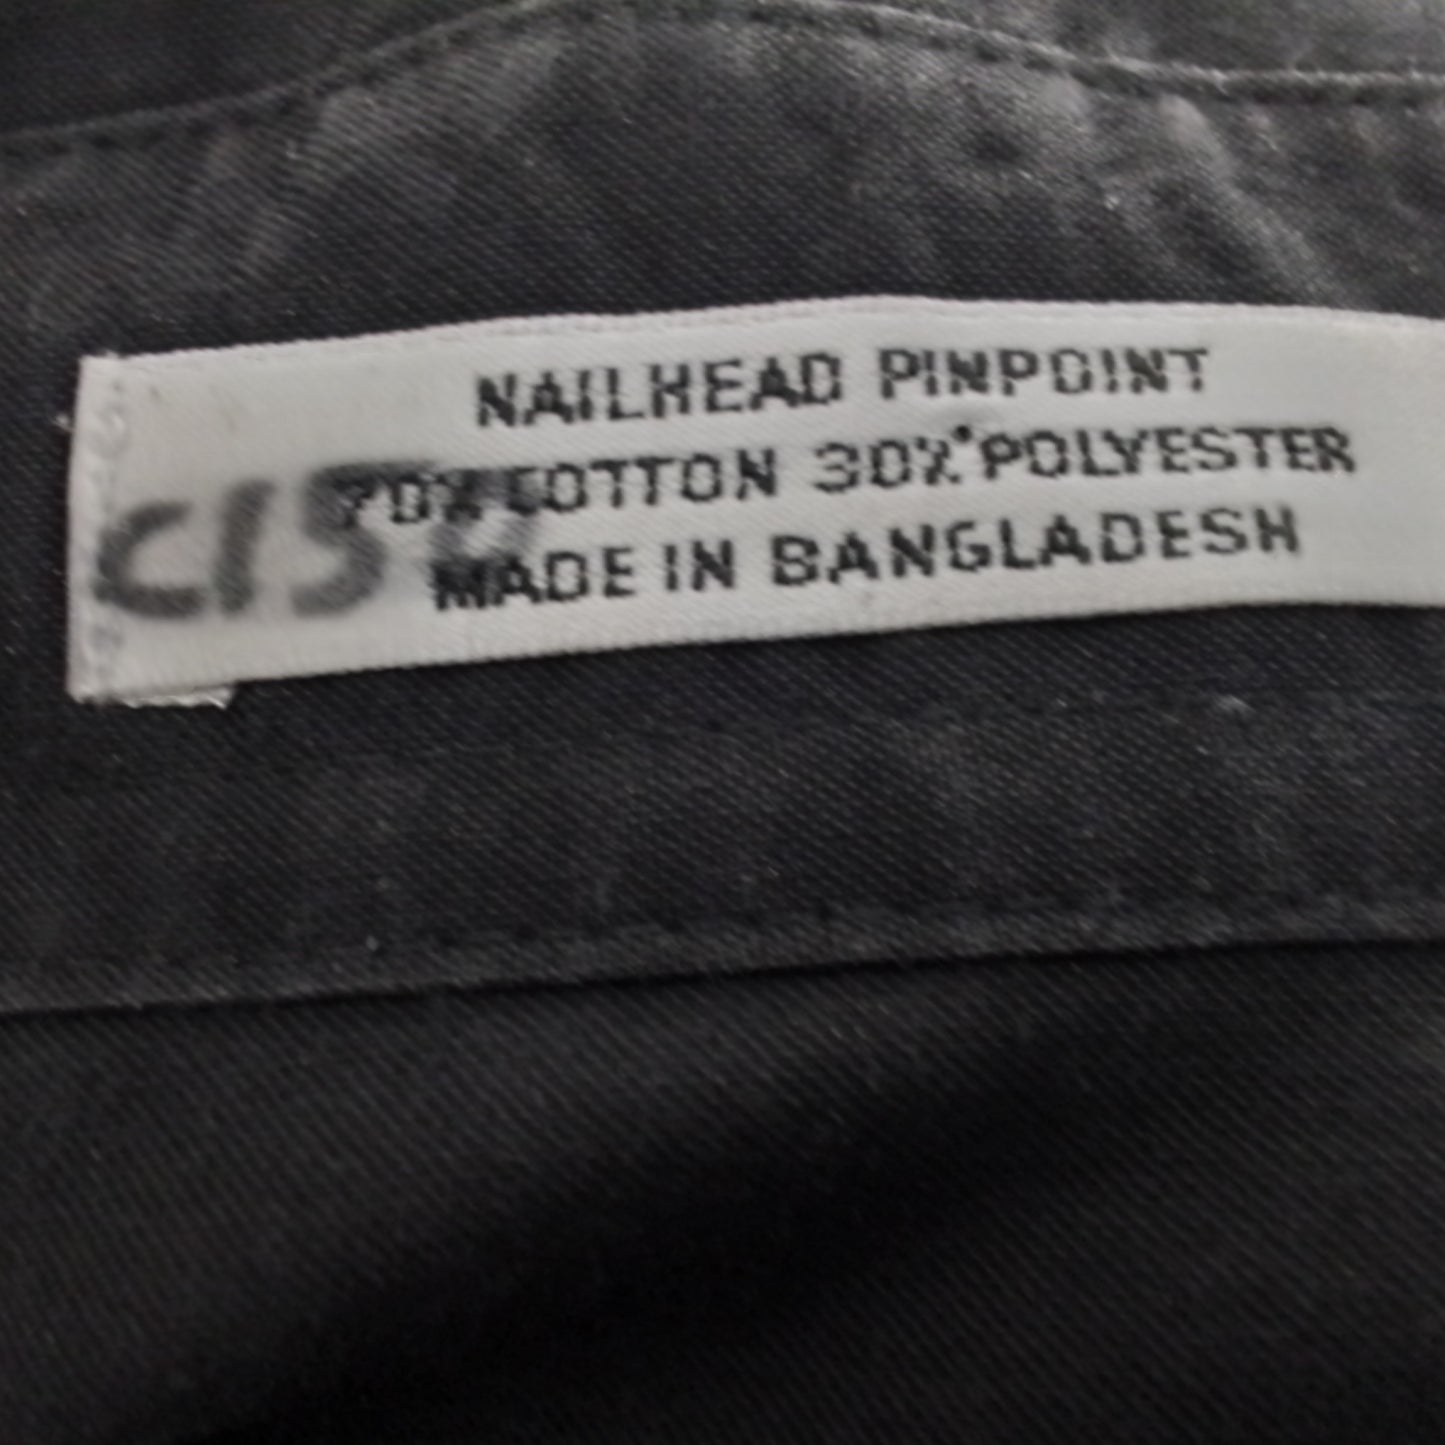 NAILHEAD PINPOINT
70% COTTON 30% POLYESTER
MADE IN BANGLADESH